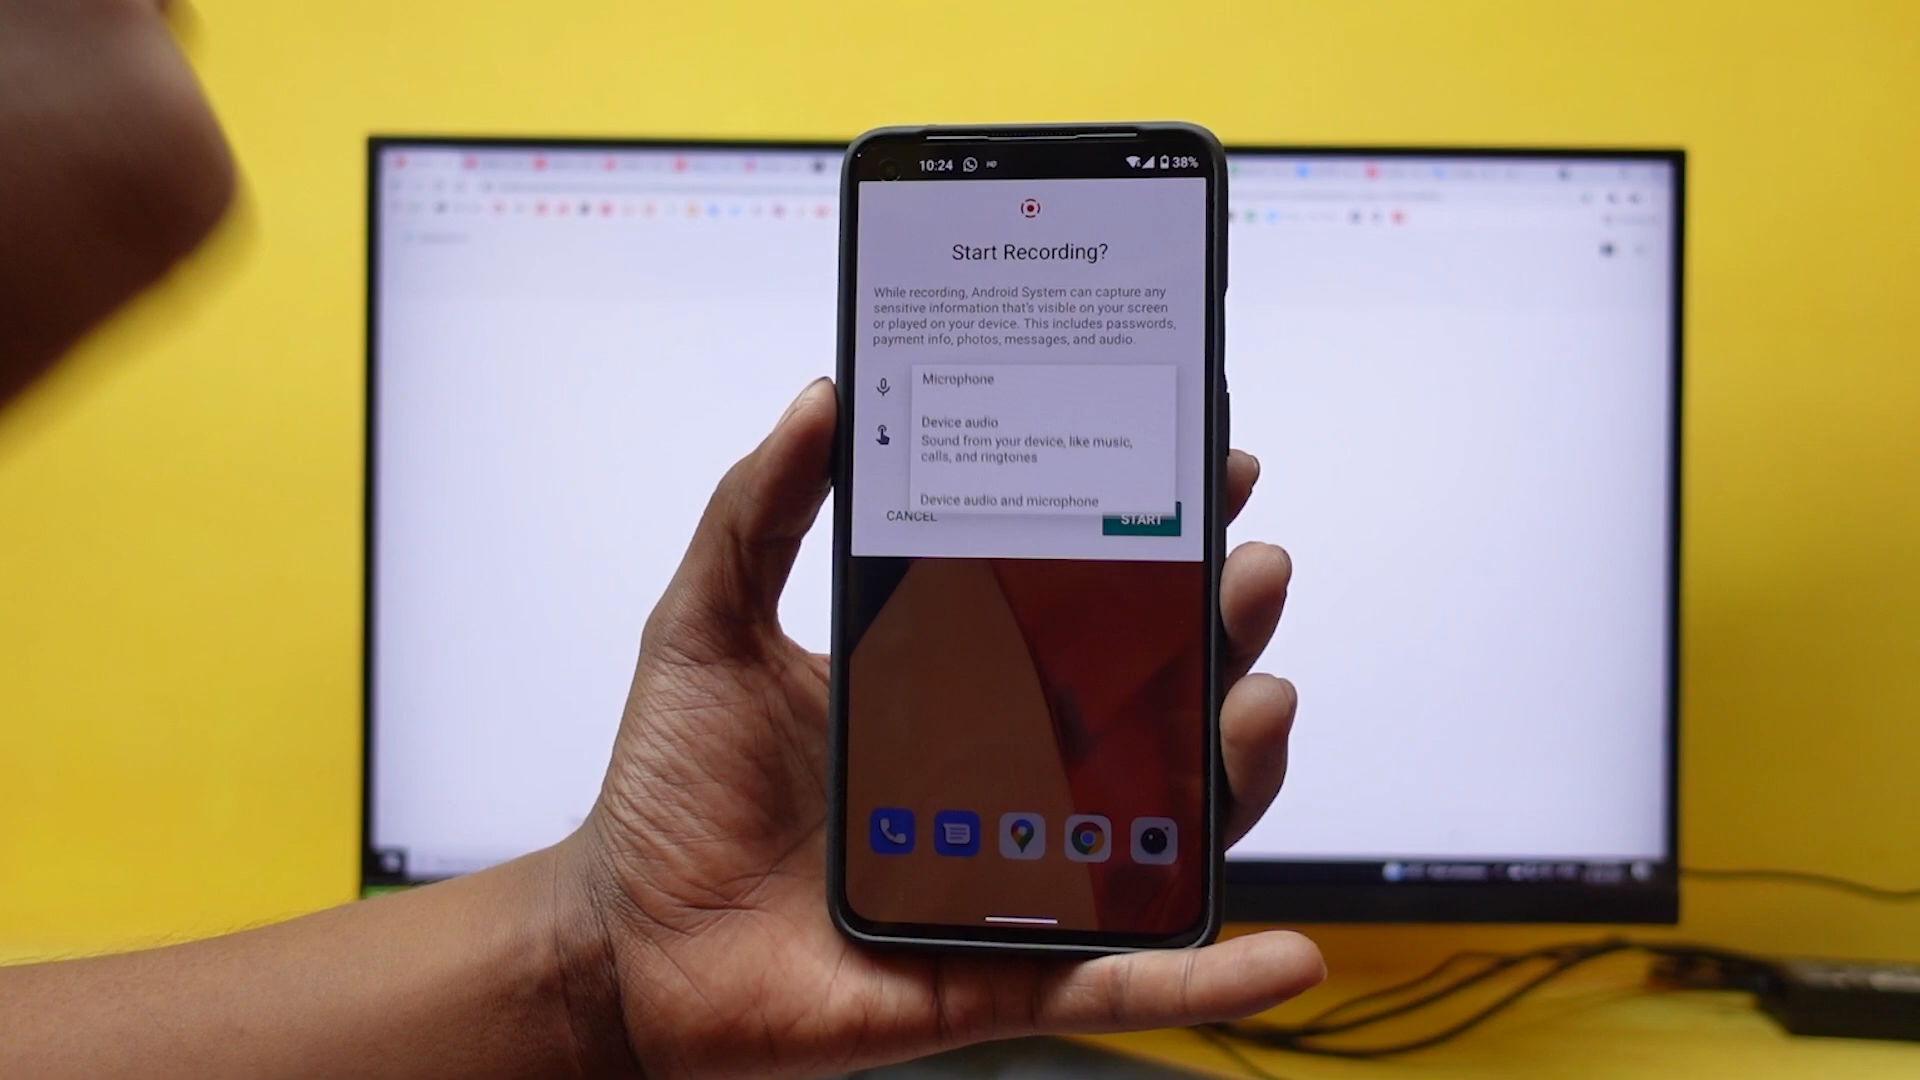 10:24 HD 38%
Start Recording?
While recording, Android System can capture any
sensitive information that's visible on your screen
or played on your device. This includes passwords,
payment info, photos, messages, and audio.
Microphone
Device audio
Sound from your device, like music,
calls, and ringtones
Device audio and microphone
CANCEL START